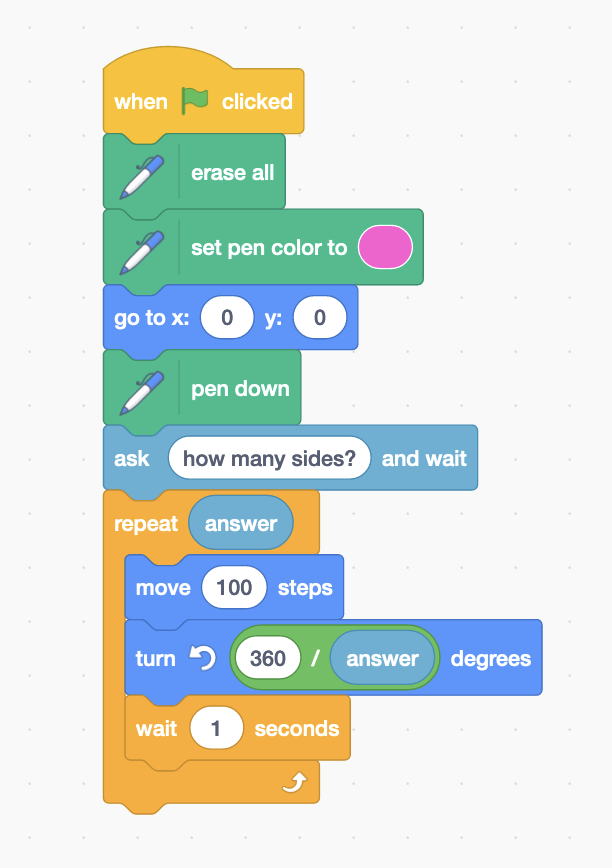 when clicked
erase all
set pen color to
go to x: 0 y: 0
pen down
ask how many sides? and wait
repeat answer
move 100 steps
turn 360 / answer degrees
wait 1 seconds